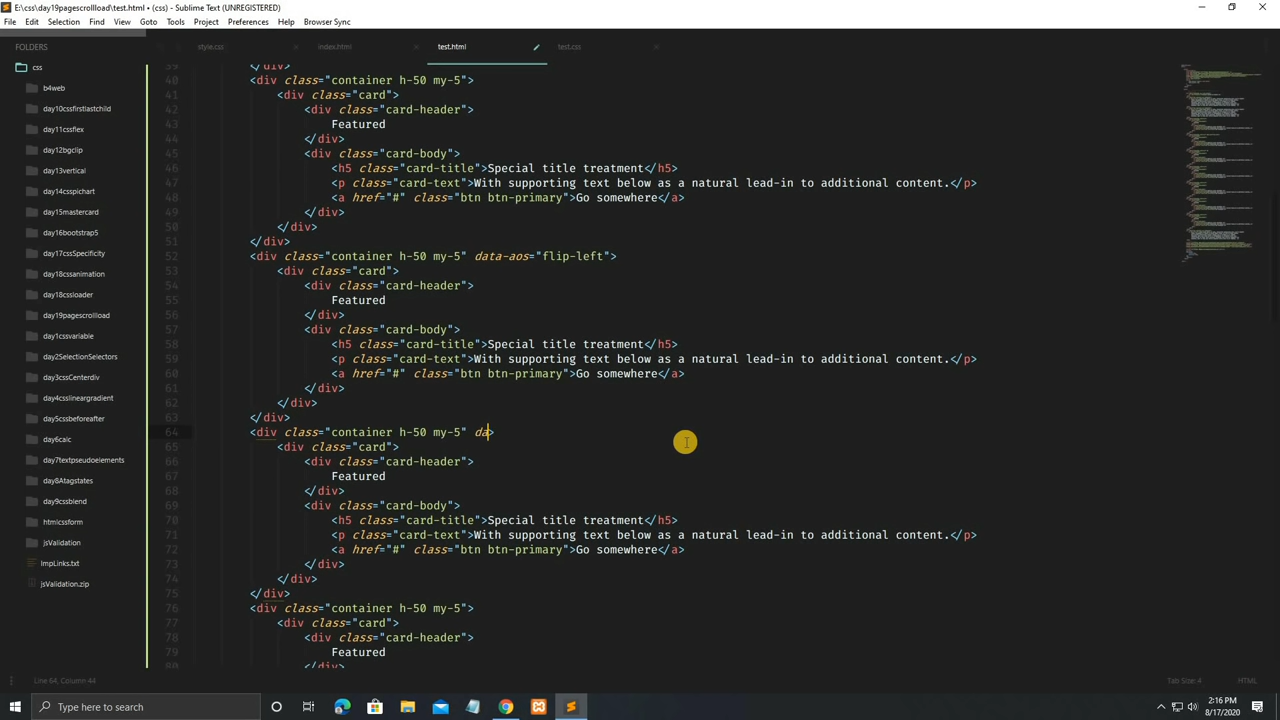 E:\css\day19pagescrollload\test.html • (css) - Sublime Text (UNREGISTERED)
File Edit Selection Find View Goto Tools Project Preferences Help Browser Sync
FOLDERS
css
b4web
day10cssfirstlastchild
day11cssflex
day12bgclip
day13vertical
day14csspichart
day15mastercard
day16bootstrap5
day17cssSpecificity
day18cssanimation
day18cssloader
day19pagescrollload
day1cssvariable
day2SelectionSelectors
day3cssCenterdiv
day4csslineargradient
day5cssbeforeafter
day6calc
day7textpseudoelements
day8Atagstates
day9cssblend
htmlcssform
jsValidation
ImpLinks.txt
jsValidation.zip
style.css index.html test.html test.css
39 </div>
40 <div class="container h-50 my-5">
41 <div class="card">
42 <div class="card-header">
43 Featured
44 </div>
45 <div class="card-body">
46 <h5 class="card-title">Special title treatment</h5>
47 <p class="card-text">With supporting text below as a natural lead-in to additional content.</p>
48 <a href="#" class="btn btn-primary">Go somewhere</a>
49 </div>
50 </div>
51 </div>
52 <div class="container h-50 my-5" data-aos="flip-left">
53 <div class="card">
54 <div class="card-header">
55 Featured
56 </div>
57 <div class="card-body">
58 <h5 class="card-title">Special title treatment</h5>
59 <p class="card-text">With supporting text below as a natural lead-in to additional content.</p>
60 <a href="#" class="btn btn-primary">Go somewhere</a>
61 </div>
62 </div>
63 </div>
64 <div class="container h-50 my-5" da>
65 <div class="card">
66 <div class="card-header">
67 Featured
68 </div>
69 <div class="card-body">
70 <h5 class="card-title">Special title treatment</h5>
71 <p class="card-text">With supporting text below as a natural lead-in to additional content.</p>
72 <a href="#" class="btn btn-primary">Go somewhere</a>
73 </div>
74 </div>
75 </div>
76 <div class="container h-50 my-5">
77 <div class="card">
78 <div class="card-header">
79 Featured
80 </div>
Line 64, Column 44 Tab Size: 4 HTML
Type here to search
2:16 PM
8/17/2020